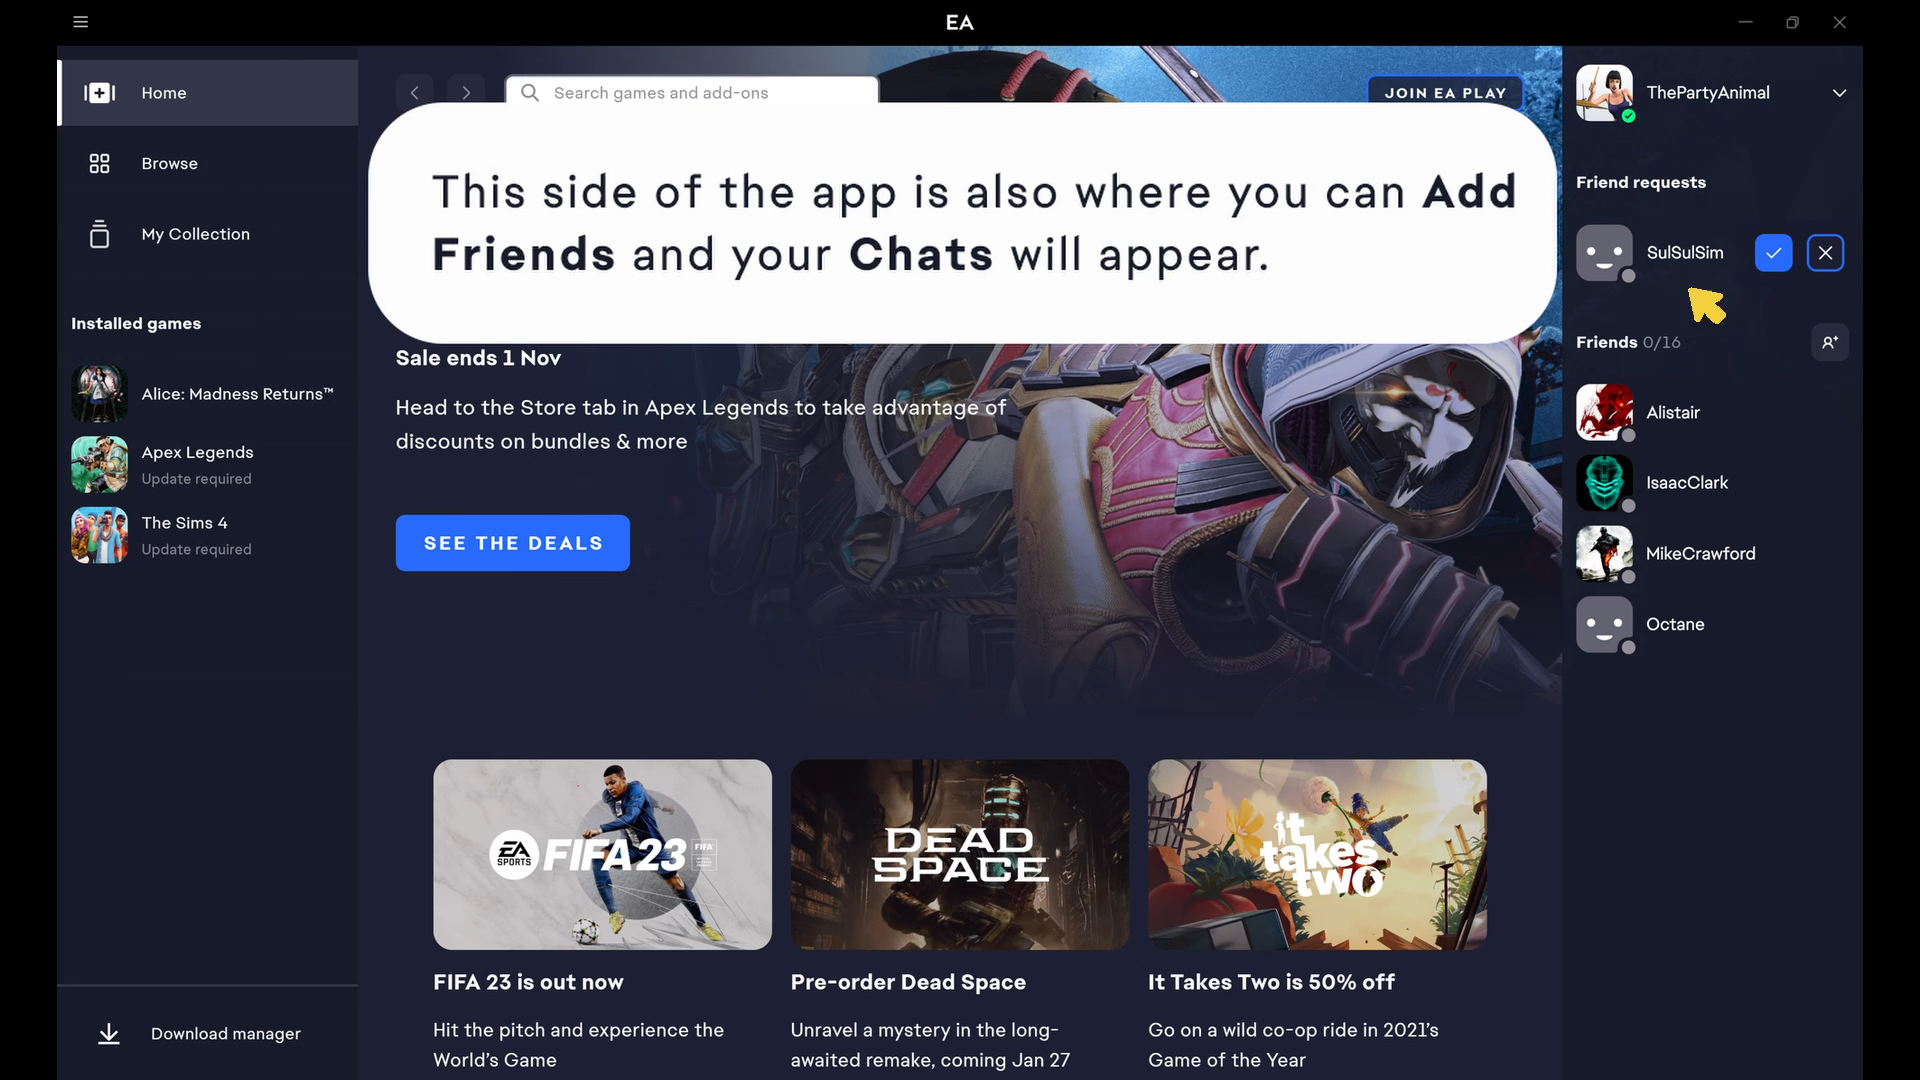 EA
Home
Browse
My Collection
Installed games
Alice: Madness Returns™
Apex Legends
Update required
The Sims 4
Update required
Download manager
Search games and add-ons
JOIN EA PLAY
This side of the app is also where you can Add
Friends and your Chats will appear.
Sale ends 1 Nov
Head to the Store tab in Apex Legends to take advantage of
discounts on bundles & more
SEE THE DEALS
EA SPORTS FIFA 23 FIFA
DEAD
SPACE
it
takes
two
FIFA 23 is out now
Hit the pitch and experience the
World's Game
Pre-order Dead Space
Unravel a mystery in the long-
awaited remake, coming Jan 27
It Takes Two is 50% off
Go on a wild co-op ride in 2021's
Game of the Year
ThePartyAnimal
Friend requests
SulSulSim
Friends 0/16
Alistair
IsaacClark
MikeCrawford
Octane